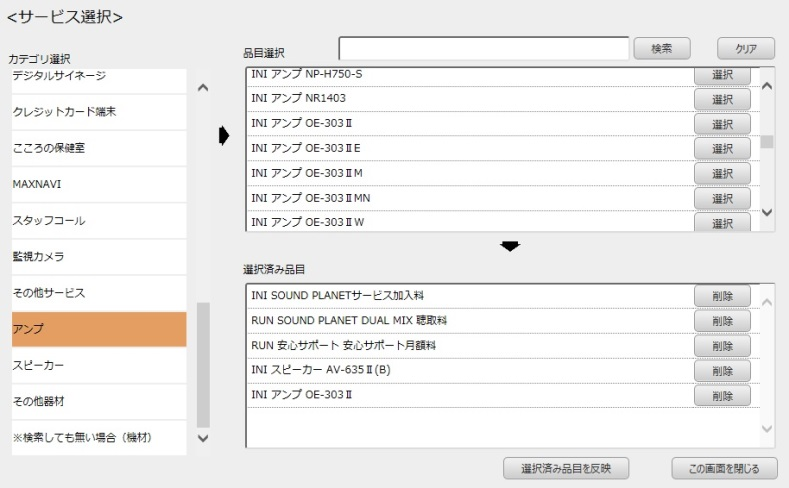 <サービス選択>
カテゴリ選択
デジタルサイネージ
クレジットカード端末
こころの保健室
MAXNAVI
スタッフコール
監視カメラ
その他サービス
アンプ
スピーカー
その他器材
※検索しても無い場合（機材）
品目選択
検索
クリア
INI アンプ NP-H750-S 選択
INI アンプ NR1403 選択
INI アンプ OE-303Ⅱ 選択
INI アンプ OE-303ⅡE 選択
INI アンプ OE-303ⅡM 選択
INI アンプ OE-303ⅡMN 選択
INI アンプ OE-303ⅡW 選択
選択済み品目
INI SOUND PLANETサービス加入料 削除
RUN SOUND PLANET DUAL MIX 聴取料 削除
RUN 安心サポート 安心サポート月額料 削除
INI スピーカー AV-635Ⅱ(B) 削除
INI アンプ OE-303Ⅱ 削除
選択済み品目を反映
この画面を閉じる